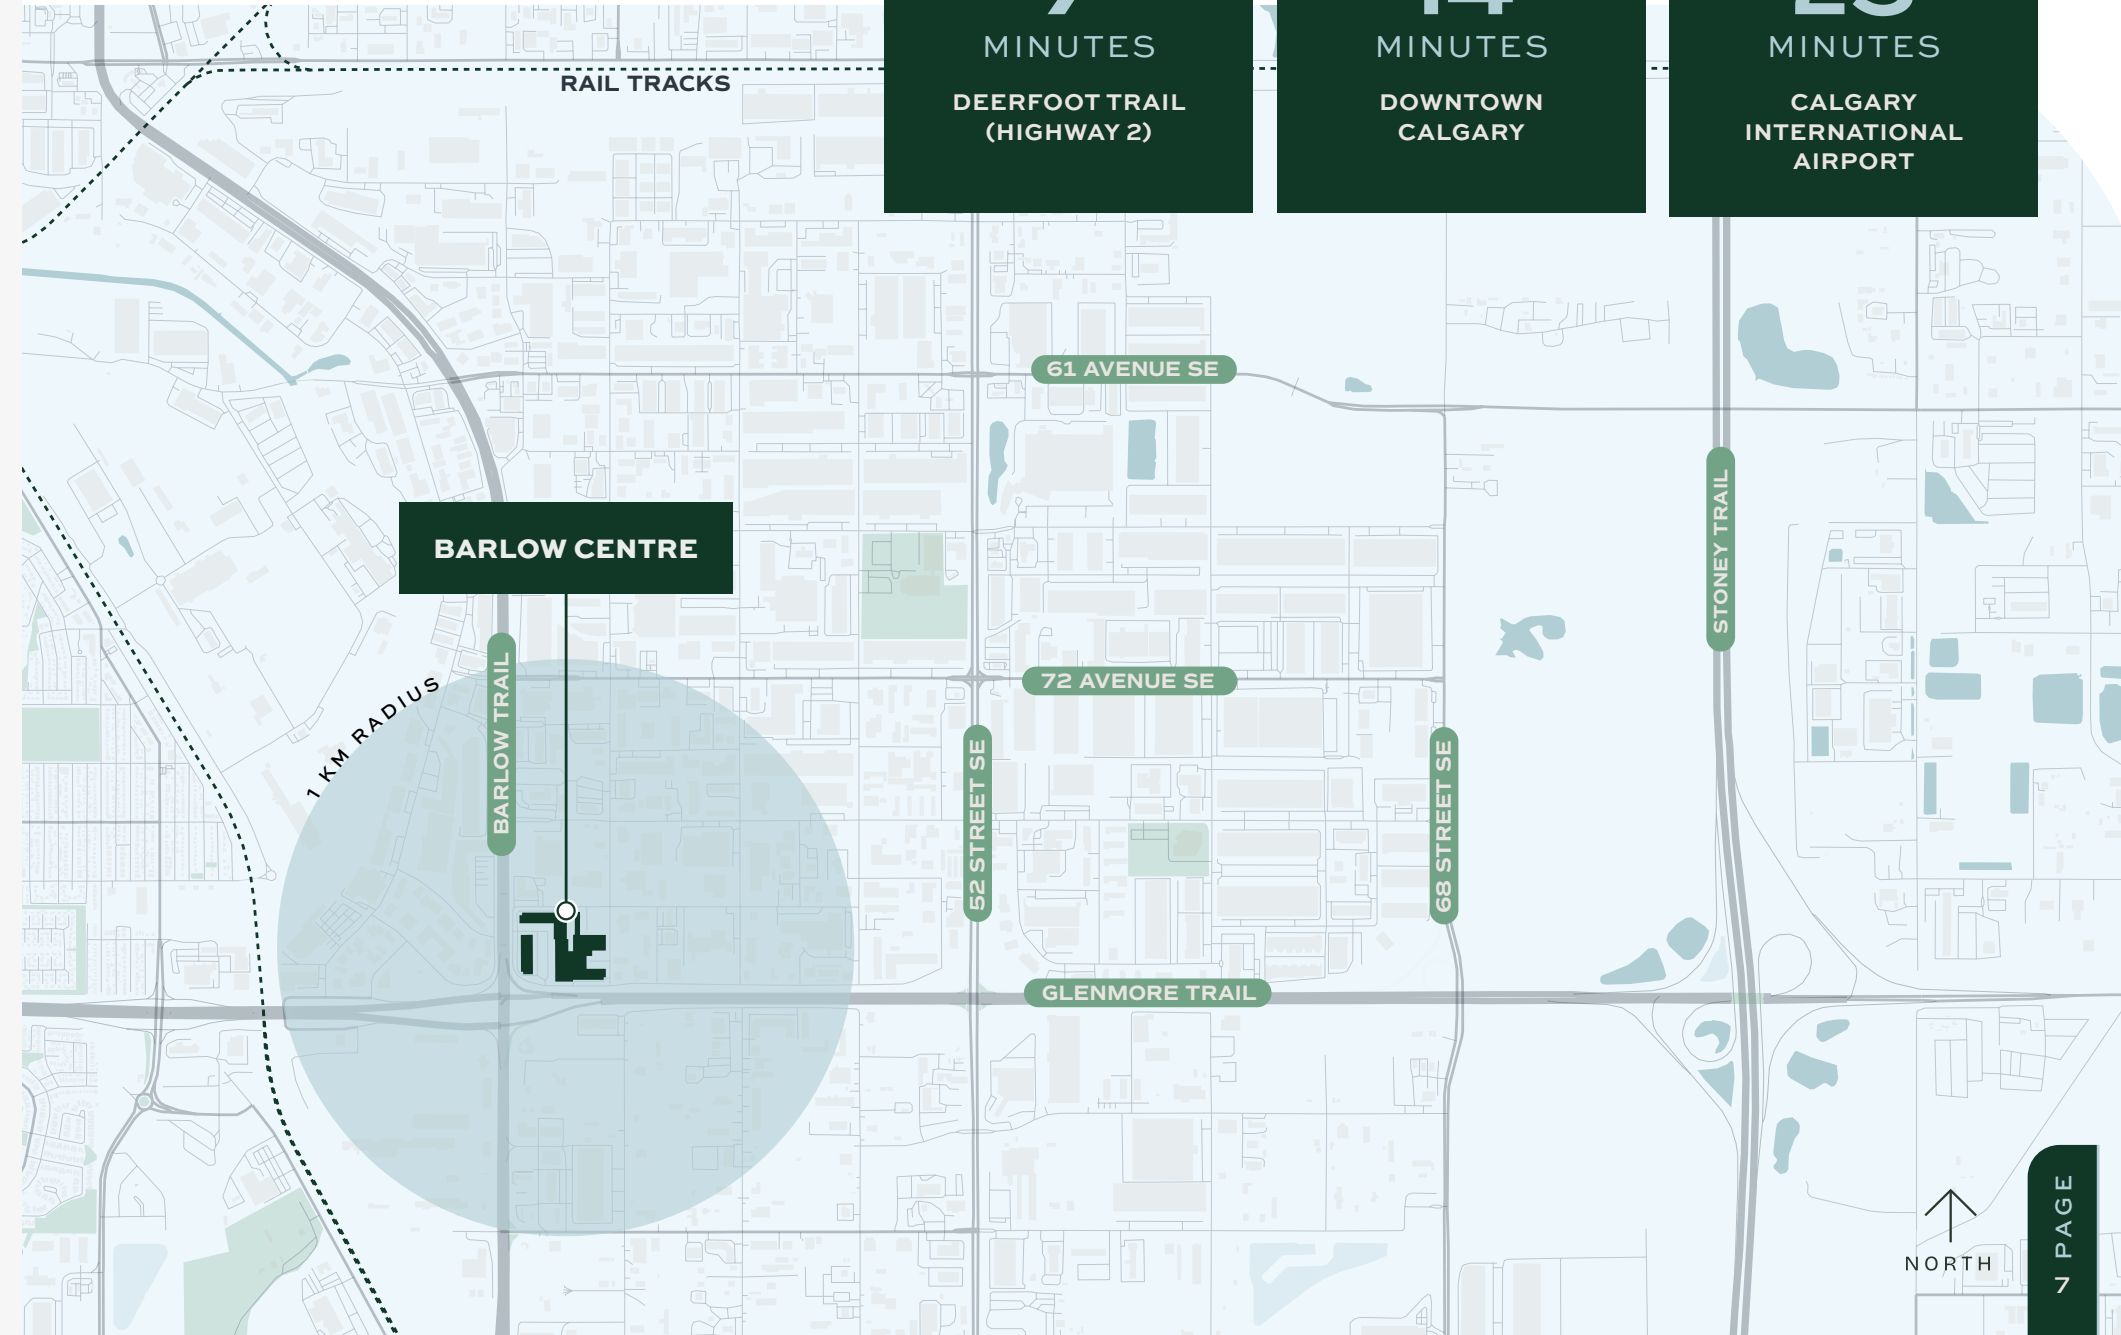 MINUTES
DEERFOOT TRAIL
(HIGHWAY 2)
14
MINUTES
DOWNTOWN
CALGARY
MINUTES
CALGARY
INTERNATIONAL
AIRPORT
RAIL TRACKS
61 AVENUE SE
STONEY TRAIL
BARLOW CENTRE
BARLOW TRAIL
1 KM RADIUS
72 AVENUE SE
52 STREET SE
68 STREET SE
GLENMORE TRAIL
NORTH
PAGE
7